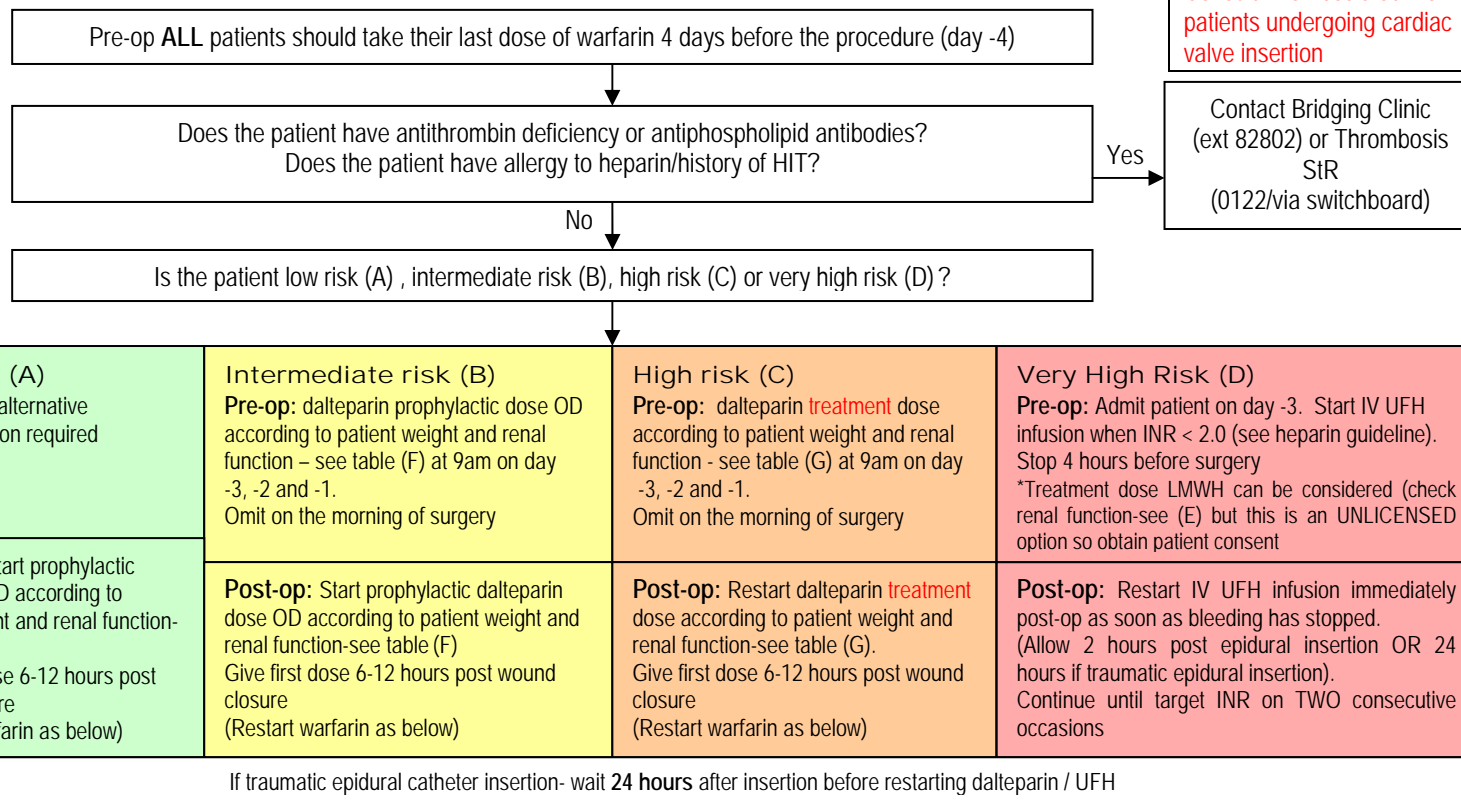 patients undergoing cardiac
valve insertion
Pre-op ALL patients should take their last dose of warfarin 4 days before the procedure (day -4)
Does the patient have antithrombin deficiency or antiphospholipid antibodies?
Does the patient have allergy to heparin/history of HIT?
Yes
Contact Bridging Clinic
(ext 82802) or Thrombosis
StR
(0122/via switchboard)
No
Is the patient low risk (A) , intermediate risk (B), high risk (C) or very high risk (D) ?
(A)
alternative
on required
art prophylactic
D according to
nt and renal function-
se 6-12 hours post
re
farin as below)
Intermediate risk (B)
Pre-op: dalteparin prophylactic dose OD
according to patient weight and renal
function – see table (F) at 9am on day
-3, -2 and -1.
Omit on the morning of surgery
Post-op: Start prophylactic dalteparin
dose OD according to patient weight and
renal function-see table (F)
Give first dose 6-12 hours post wound
closure
(Restart warfarin as below)
High risk (C)
Pre-op: dalteparin treatment dose
according to patient weight and renal
function - see table (G) at 9am on day
-3, -2 and -1.
Omit on the morning of surgery
Post-op: Restart dalteparin treatment
dose according to patient weight and
renal function-see table (G).
Give first dose 6-12 hours post wound
closure
(Restart warfarin as below)
Very High Risk (D)
Pre-op: Admit patient on day -3. Start IV UFH
infusion when INR < 2.0 (see heparin guideline).
Stop 4 hours before surgery
*Treatment dose LMWH can be considered (check
renal function-see (E) but this is an UNLICENSED
option so obtain patient consent
Post-op: Restart IV UFH infusion immediately
post-op as soon as bleeding has stopped.
(Allow 2 hours post epidural insertion OR 24
hours if traumatic epidural insertion).
Continue until target INR on TWO consecutive
occasions
If traumatic epidural catheter insertion- wait 24 hours after insertion before restarting dalteparin / UFH